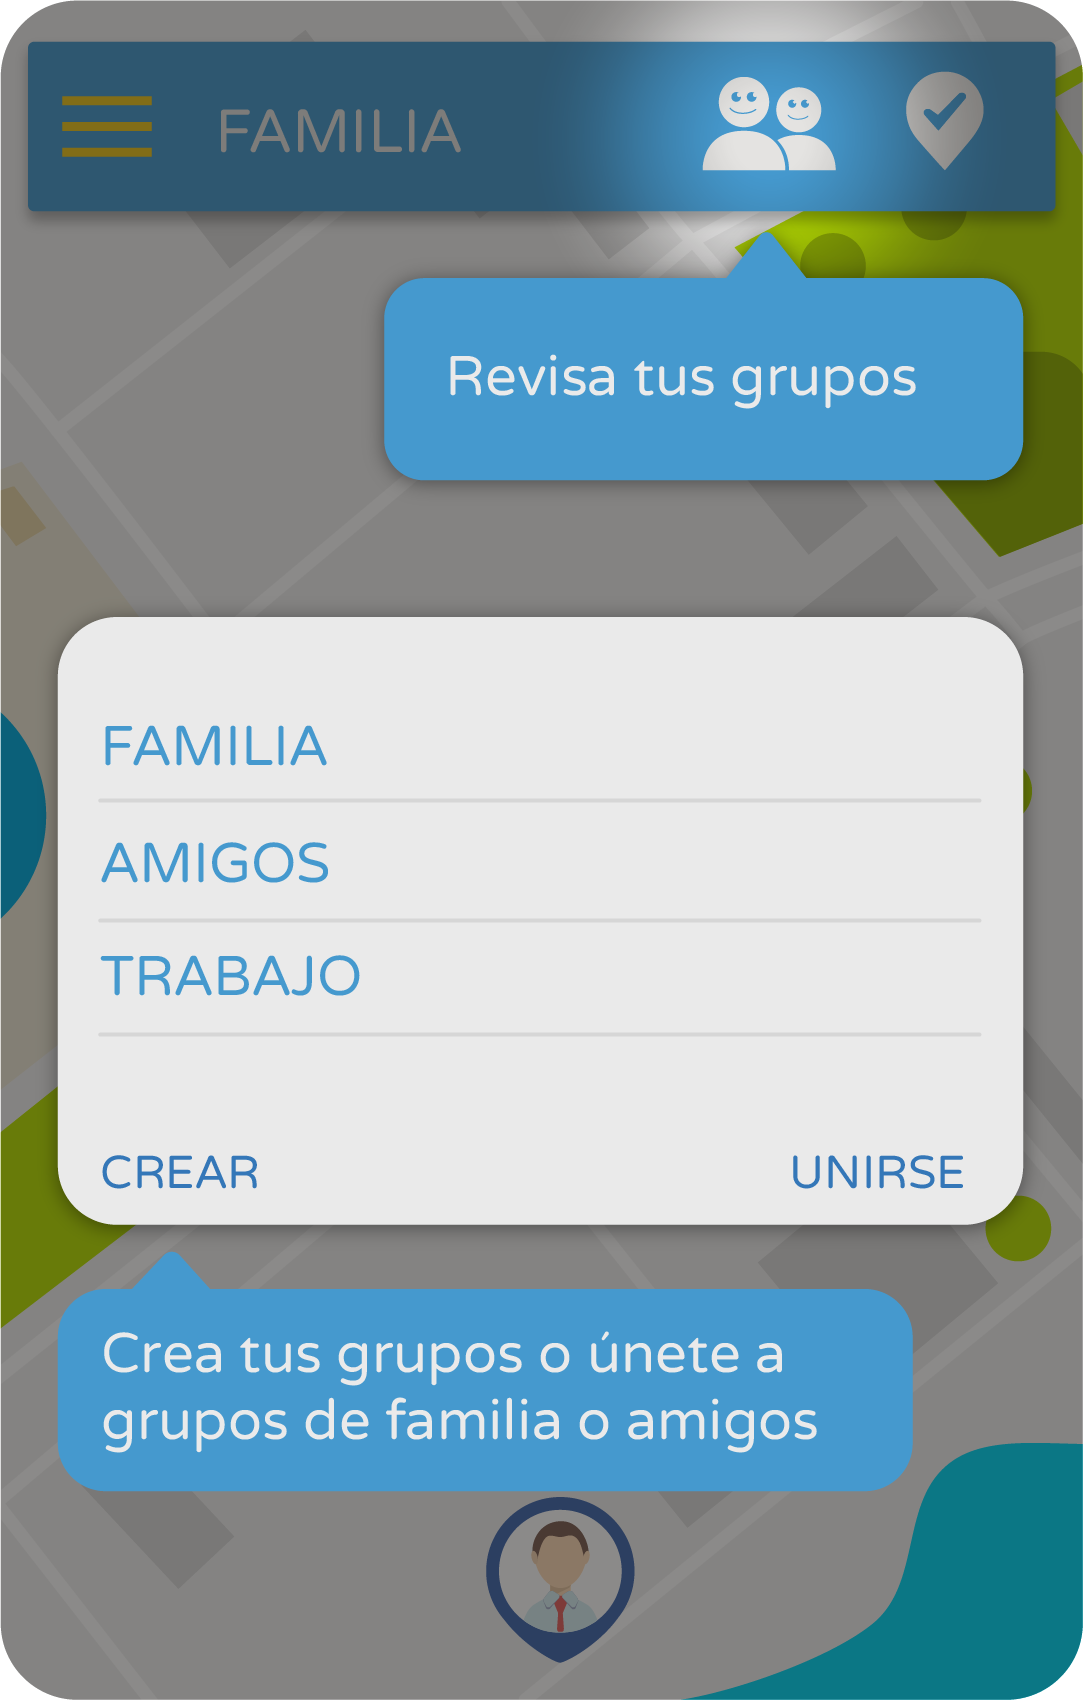 FAMILIA
Revisa tus grupos
FAMILIA
AMIGOS
TRABAJO
CREAR
UNIRSE
Crea tus grupos o únete a
grupos de familia o amigos